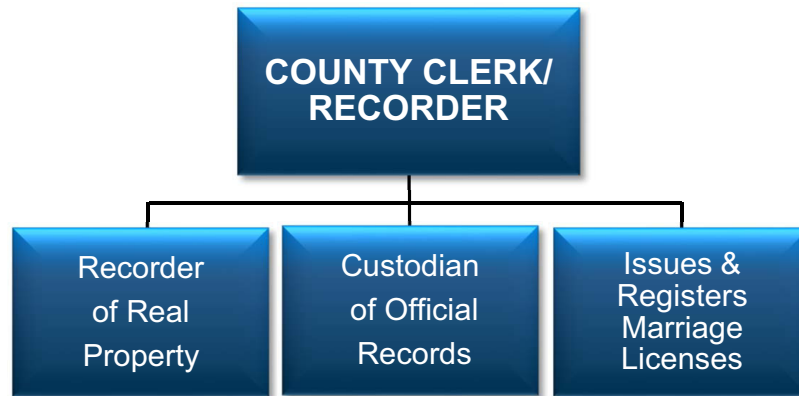 COUNTY CLERK/
RECORDER
Recorder
of Real
Property
Custodian
of Official
Records
Issues &
Registers
Marriage
Licenses